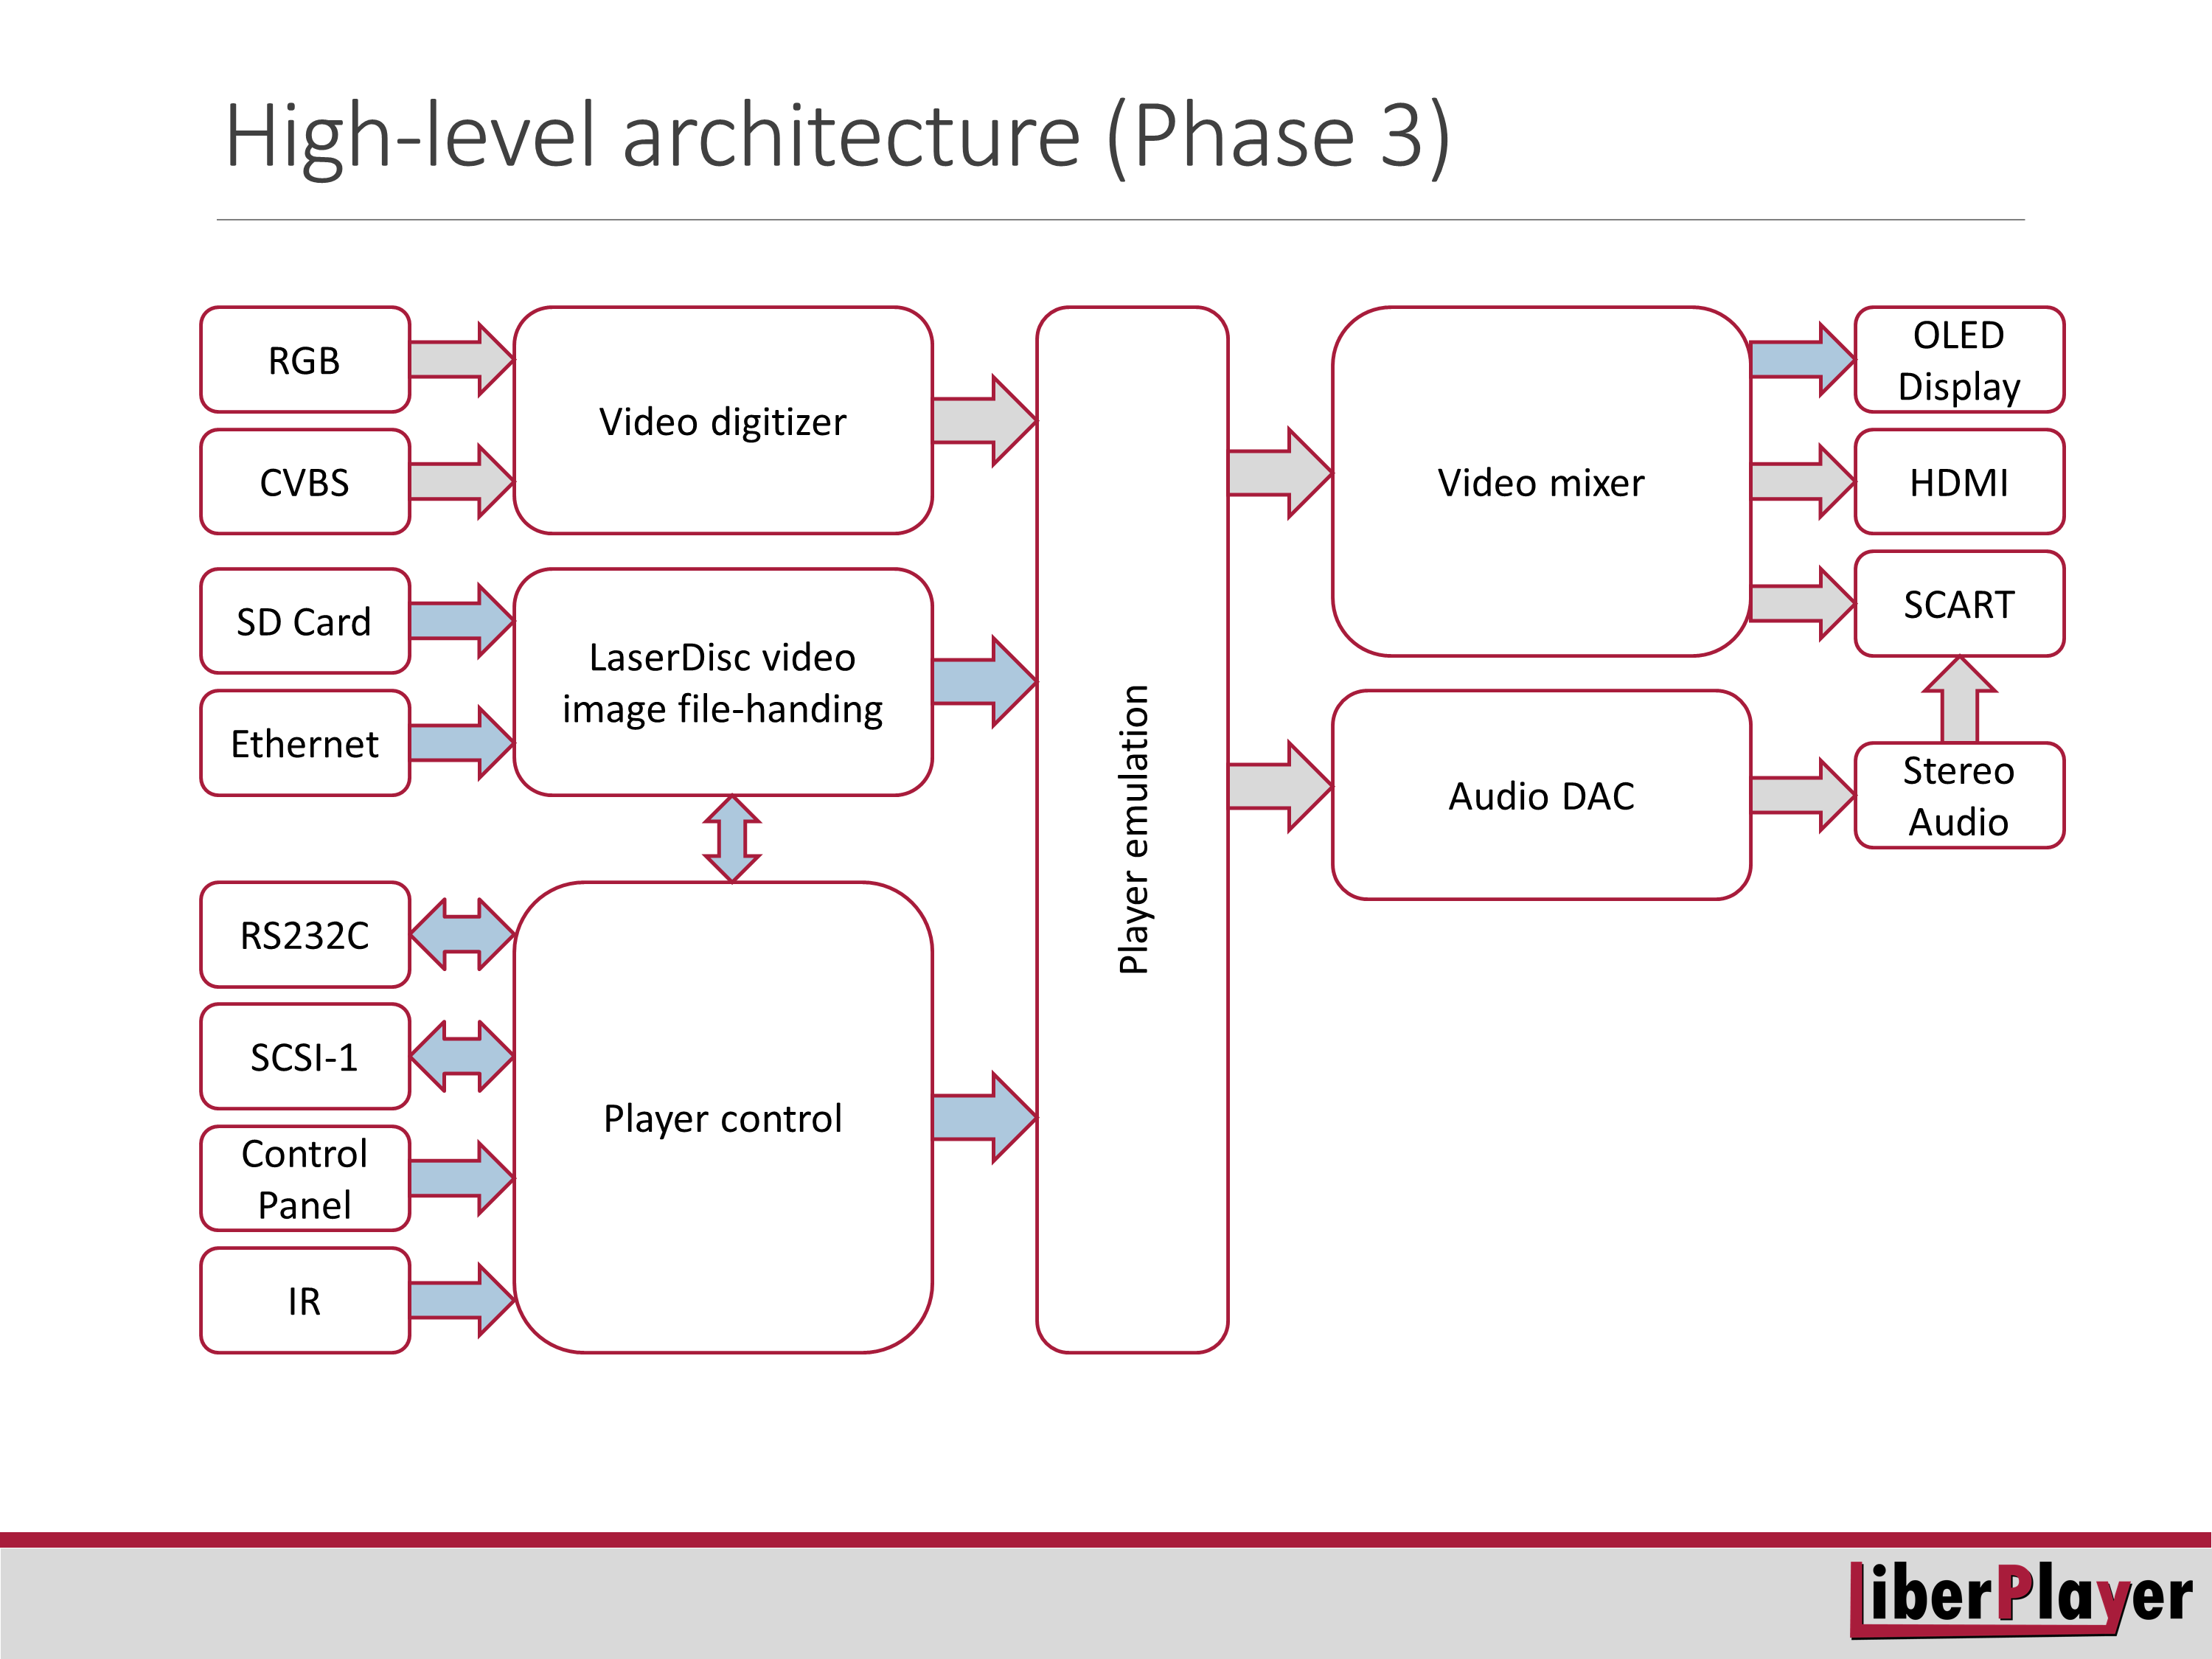 High-level architecture (Phase 3)
RGB
CVBS
Video digitizer
SD Card
Ethernet
LaserDisc video
image file-handing
RS232C
SCSI-1
Control
Panel
IR
Player control
Player emulation
Video mixer
Audio DAC
OLED
Display
HDMI
SCART
Stereo
Audio
LiberPlayer